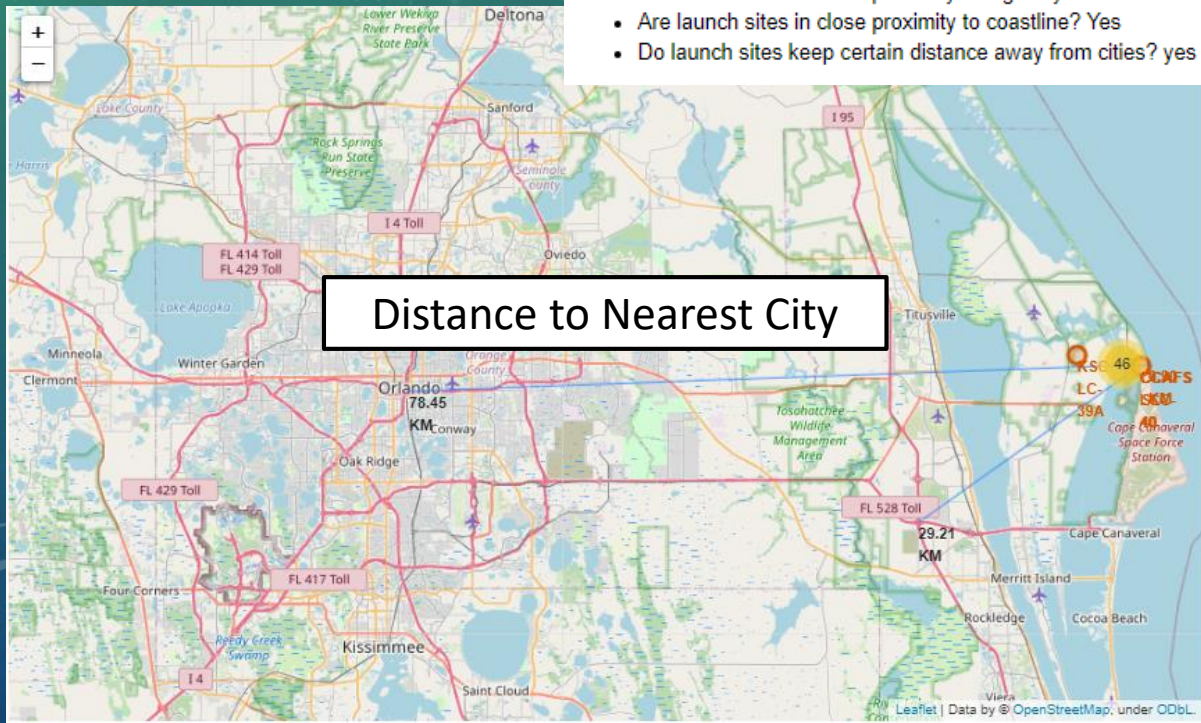 • Are launch sites in close proximity to coastline? Yes
• Do launch sites keep certain distance away from cities? yes
+
−
Lower Wekiva
River Preserve
State Park
Deltona
Lake County
Sanford
I 95
Harris
Rock Springs
Run State
Preserve
Seminole
County
I 4 Toll
FL 414 Toll
FL 429 Toll
Oviedo
Lake Apopka
Distance to Nearest City
Titusville
Minneola
Winter Garden
Orange
County
Clermont
Orlando
78.45
KM
Conway
46
KSC
LC-
39A
CCAFS
KM
40
Tosohatchee
Wildlife
Management
Area
Cape Canaveral
Space Force
Station
Oak Ridge
FL 429 Toll
FL 528 Toll
29.21
KM
Cape Canaveral
FL 417 Toll
Four Corners
Merritt Island
Rockledge
Cocoa Beach
Reedy Creek
Swamp
Kissimmee
I 4
Saint Cloud
Viera
Leaflet | Data by © OpenStreetMap, under ODbL.